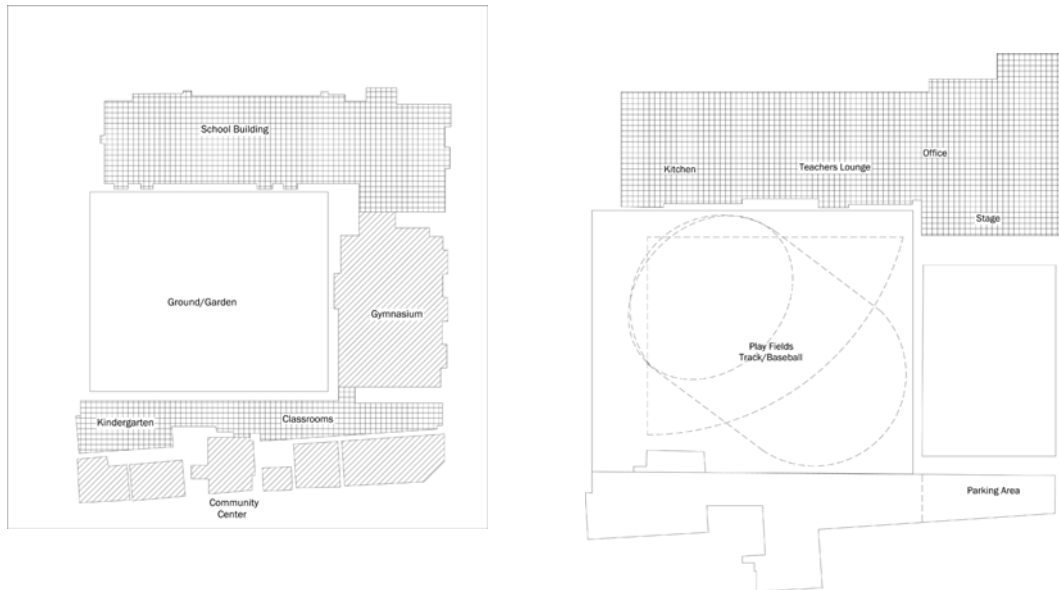 School Building
Ground/Garden
Gymnasium
Kindergarten
Classrooms
Community
Center
Office
Kitchen
Teachers Lounge
Stage
Play Fields
Track/Baseball
Parking Area